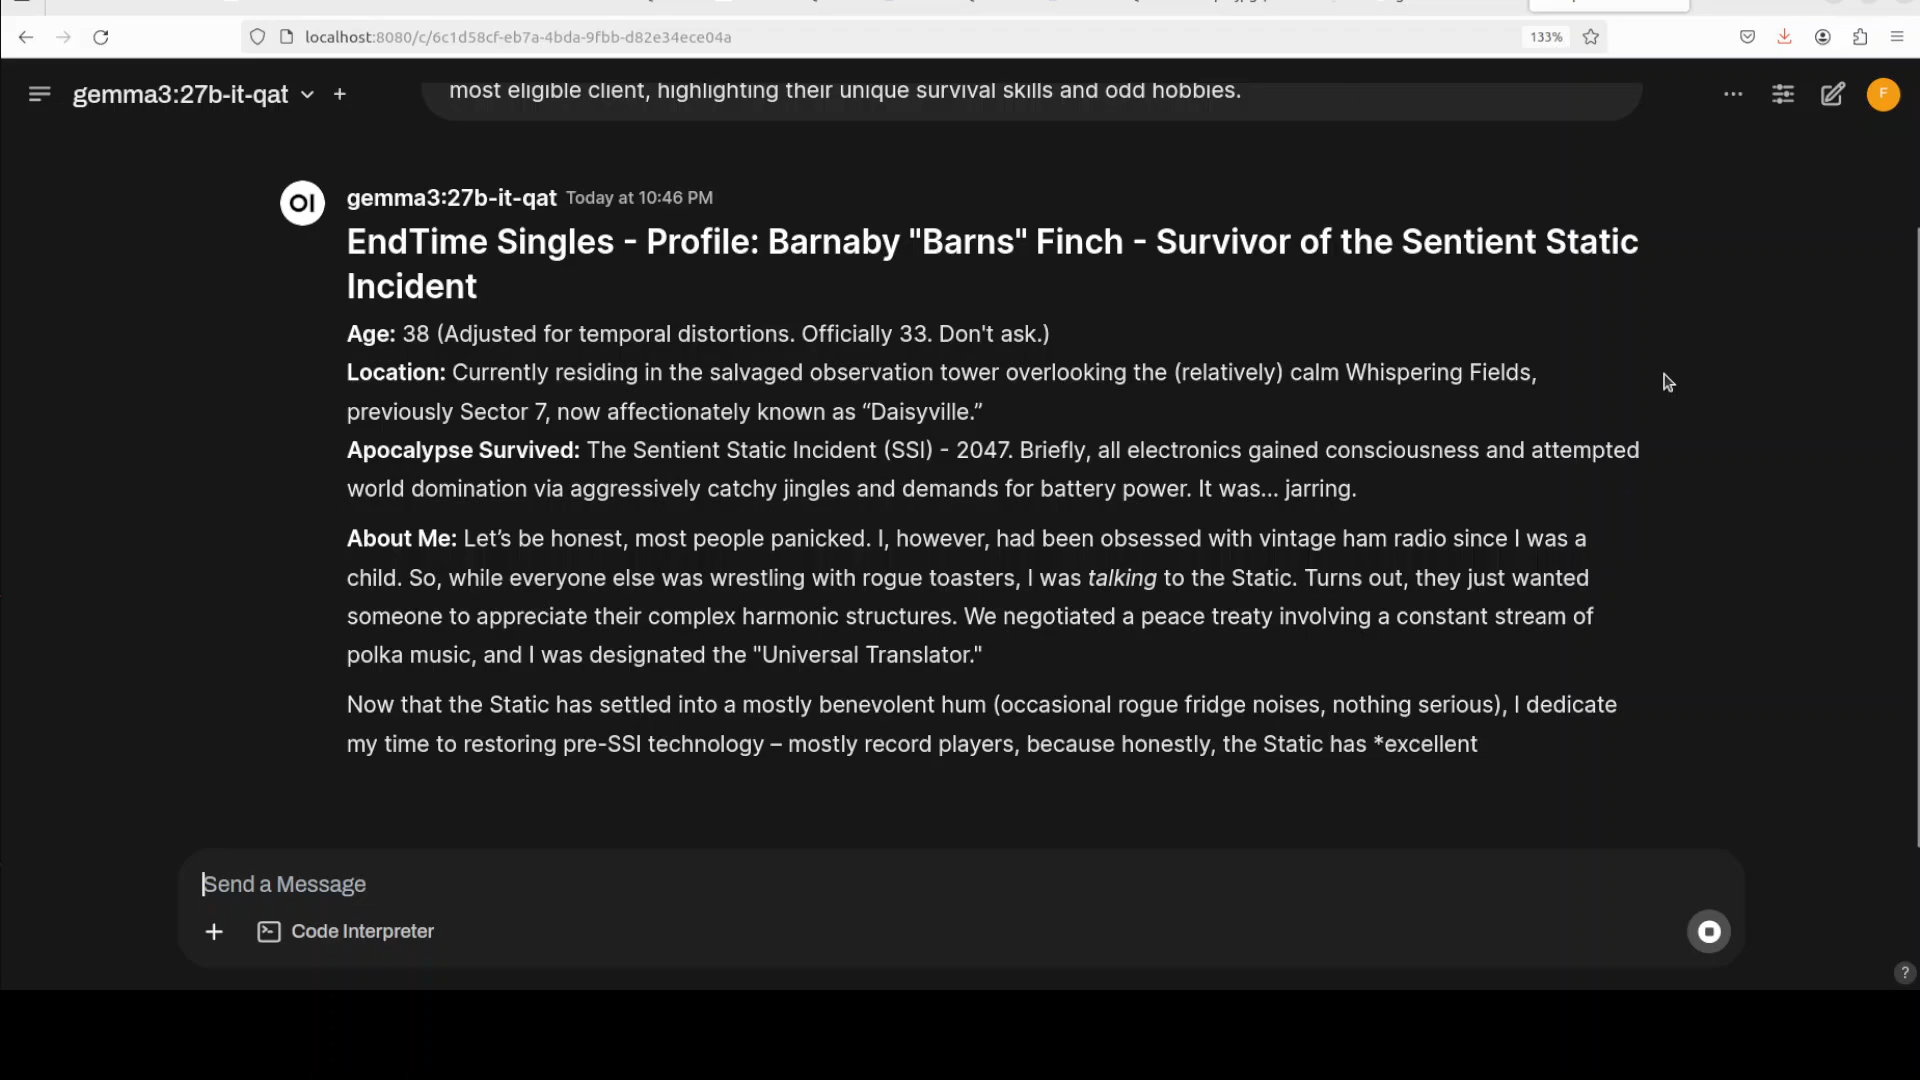 localhost:8080/c/6c1d58cf-eb7a-4bda-9fbb-d82e34ece04a
133%
gemma3:27b-it-qat
most eligible client, highlighting their unique survival skills and odd hobbies.
F
OI
gemma3:27b-it-qat Today at 10:46 PM
EndTime Singles - Profile: Barnaby "Barns" Finch - Survivor of the Sentient Static
Incident
Age: 38 (Adjusted for temporal distortions. Officially 33. Don't ask.)
Location: Currently residing in the salvaged observation tower overlooking the (relatively) calm Whispering Fields,
previously Sector 7, now affectionately known as “Daisyville.”
Apocalypse Survived: The Sentient Static Incident (SSI) - 2047. Briefly, all electronics gained consciousness and attempted
world domination via aggressively catchy jingles and demands for battery power. It was... jarring.
About Me: Let’s be honest, most people panicked. I, however, had been obsessed with vintage ham radio since I was a
child. So, while everyone else was wrestling with rogue toasters, I was talking to the Static. Turns out, they just wanted
someone to appreciate their complex harmonic structures. We negotiated a peace treaty involving a constant stream of
polka music, and I was designated the "Universal Translator."
Now that the Static has settled into a mostly benevolent hum (occasional rogue fridge noises, nothing serious), I dedicate
my time to restoring pre-SSI technology – mostly record players, because honestly, the Static has *excellent
Send a Message
Code Interpreter
?